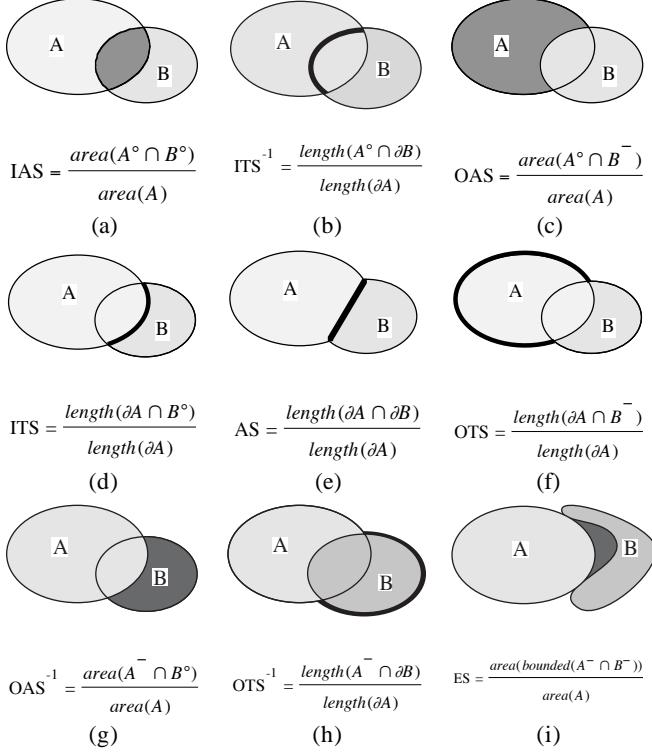 A B
A B
A B
IAS = area(A° ∩ B°) / area(A)
ITS⁻¹ = length(A° ∩ ∂B) / length(∂A)
OAS = area(A° ∩ B⁻) / area(A)
(a) (b) (c)
A B
A B
A B
ITS = length(∂A ∩ B°) / length(∂A)
AS = length(∂A ∩ ∂B) / length(∂A)
OTS = length(∂A ∩ B⁻) / length(∂A)
(d) (e) (f)
A B
A B
A B
OAS⁻¹ = area(A⁻ ∩ B°) / area(A)
OTS⁻¹ = length(A⁻ ∩ ∂B) / length(∂A)
ES = area(bounded(A⁻ ∩ B⁻)) / area(A)
(g) (h) (i)